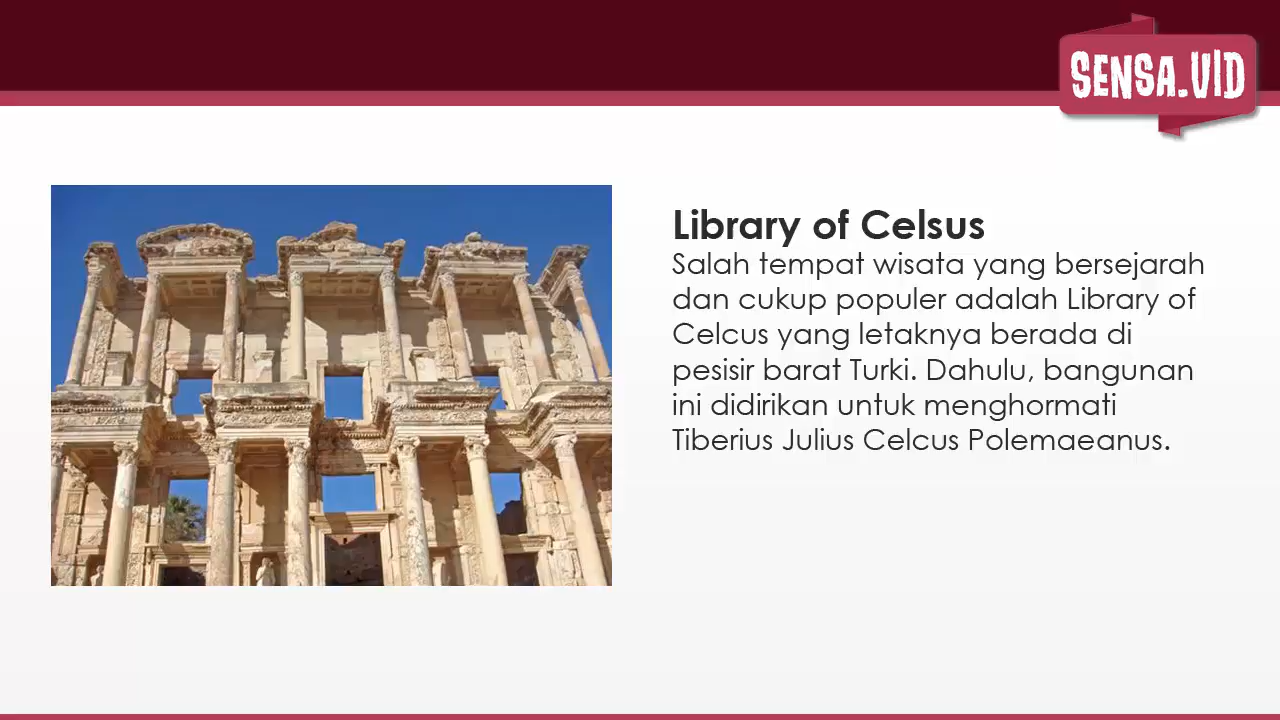 SENSA.VID
Library of Celsus
Salah tempat wisata yang bersejarah
dan cukup populer adalah Library of
Celcus yang letaknya berada di
pesisir barat Turki. Dahulu, bangunan
ini didirikan untuk menghormati
Tiberius Julius Celcus Polemaeanus.